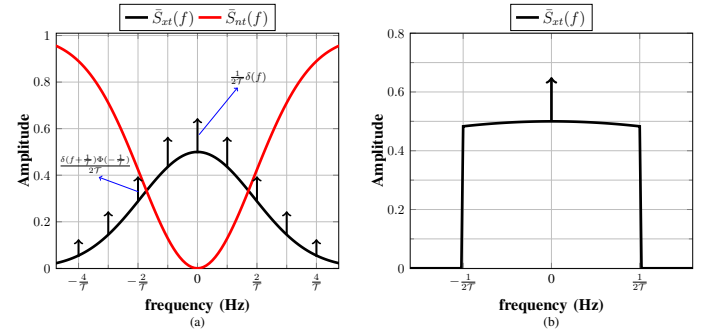 S̄xt(f) S̄nt(f)
1
0.8
0.6
0.4
0.2
0
Amplitude
1/2𝒯 δ(f)
δ(f+1/𝒯)Φ(−1/𝒯)/2𝒯
−4/𝒯 −2/𝒯 0 2/𝒯 4/𝒯
frequency (Hz)
(a)
S̄xt(f)
0.8
0.6
0.4
0.2
0
Amplitude
−1/2𝒯 0 1/2𝒯
frequency (Hz)
(b)